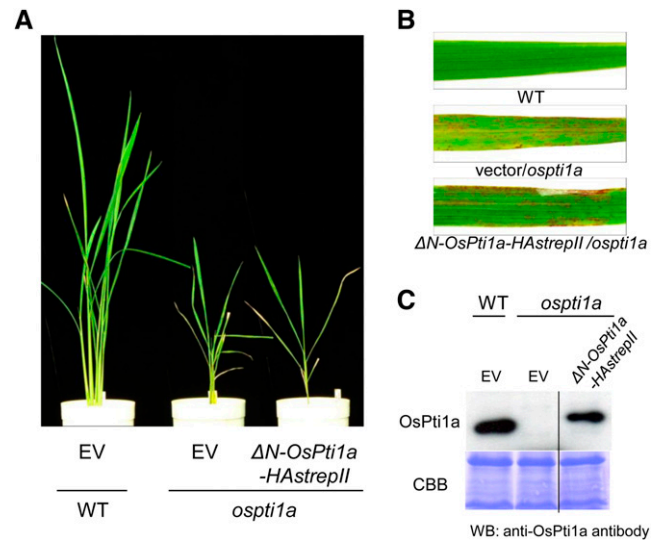 A
EV
EV
ΔN-OsPti1a
-HAstrepII
WT
ospti1a
B
WT
vector/ospti1a
ΔN-OsPti1a-HAstrepII/ospti1a
C
WT
ospti1a
EV
EV
ΔN-OsPti1a
-HAstrepII
OsPti1a
CBB
WB: anti-OsPti1a antibody